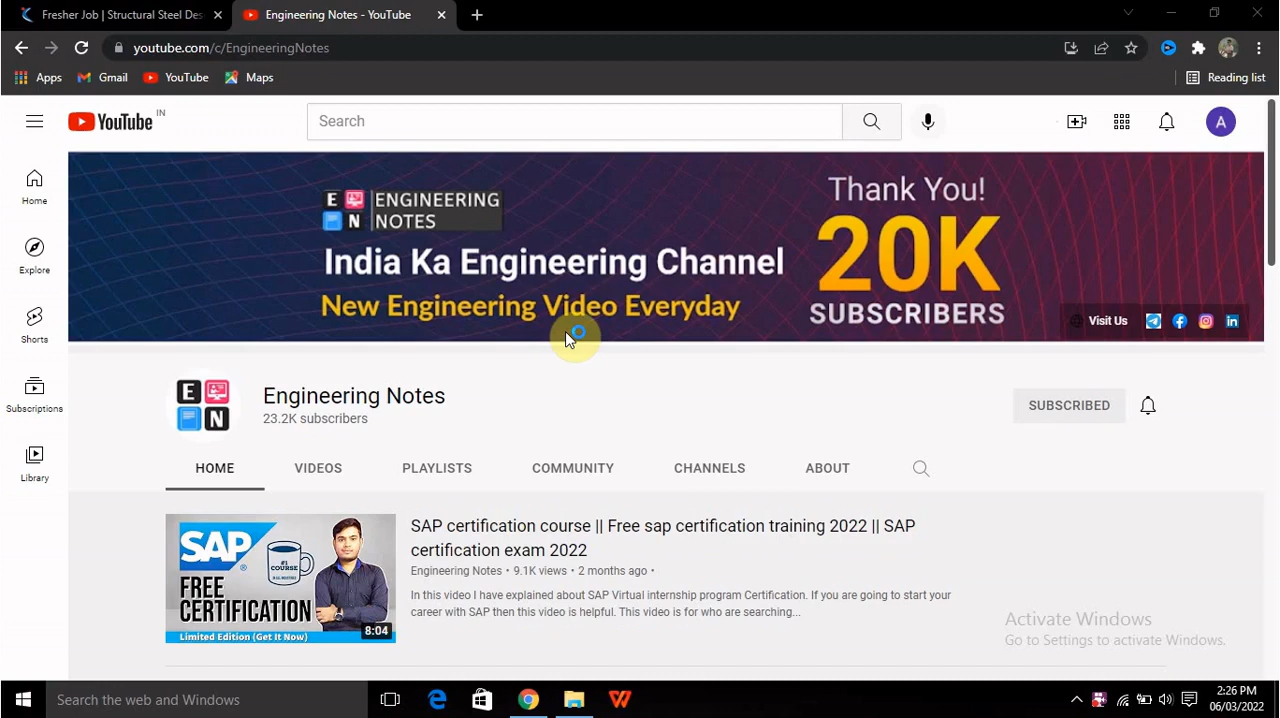 Fresher Job | Structural Steel Des
Engineering Notes - YouTube
youtube.com/c/EngineeringNotes
Apps
Gmail
YouTube
Maps
Reading list
YouTube IN
Search
A
E
N
ENGINEERING
NOTES
India Ka Engineering Channel
New Engineering Video Everyday
Thank You!
20K
SUBSCRIBERS
Visit Us
Home
Explore
Shorts
Subscriptions
Library
E
N
Engineering Notes
23.2K subscribers
SUBSCRIBED
HOME
VIDEOS
PLAYLISTS
COMMUNITY
CHANNELS
ABOUT
SAP
#1
COURSE
FREE
CERTIFICATION
Limited Edition (Get It Now)
8:04
SAP certification course || Free sap certification training 2022 || SAP
certification exam 2022
Engineering Notes • 9.1K views • 2 months ago •
In this video I have explained about SAP Virtual internship program Certification. If you are going to start your
career with SAP then this video is helpful. This video is for who are searching...
Activate Windows
Go to Settings to activate Windows.
Search the web and Windows
2:26 PM
06/03/2022